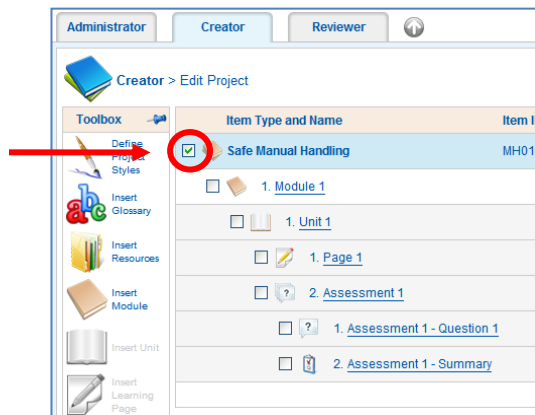 Administrator
Creator
Reviewer
Creator > Edit Project
Toolbox
Item Type and Name
Item I
Define
Project
Styles
Safe Manual Handling
MH01
Insert
Glossary
1. Module 1
1. Unit 1
Insert
Resources
1. Page 1
Insert
Module
2. Assessment 1
1. Assessment 1 - Question 1
Insert Unit
2. Assessment 1 - Summary
Insert
Learning
Page